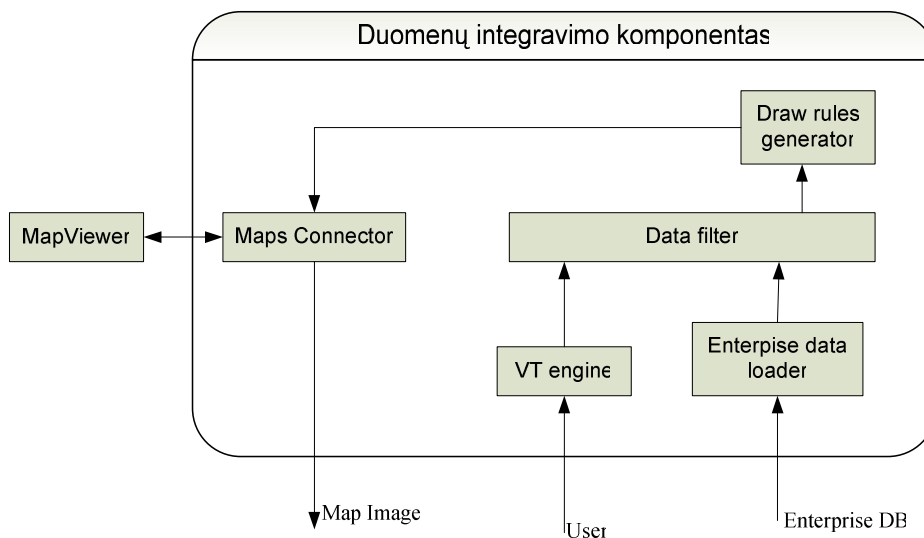 Duomenų integravimo komponentas
Draw rules
generator
MapViewer
Maps Connector
Data filter
VT engine
Enterpise data
loader
Map Image
User
Enterprise DB